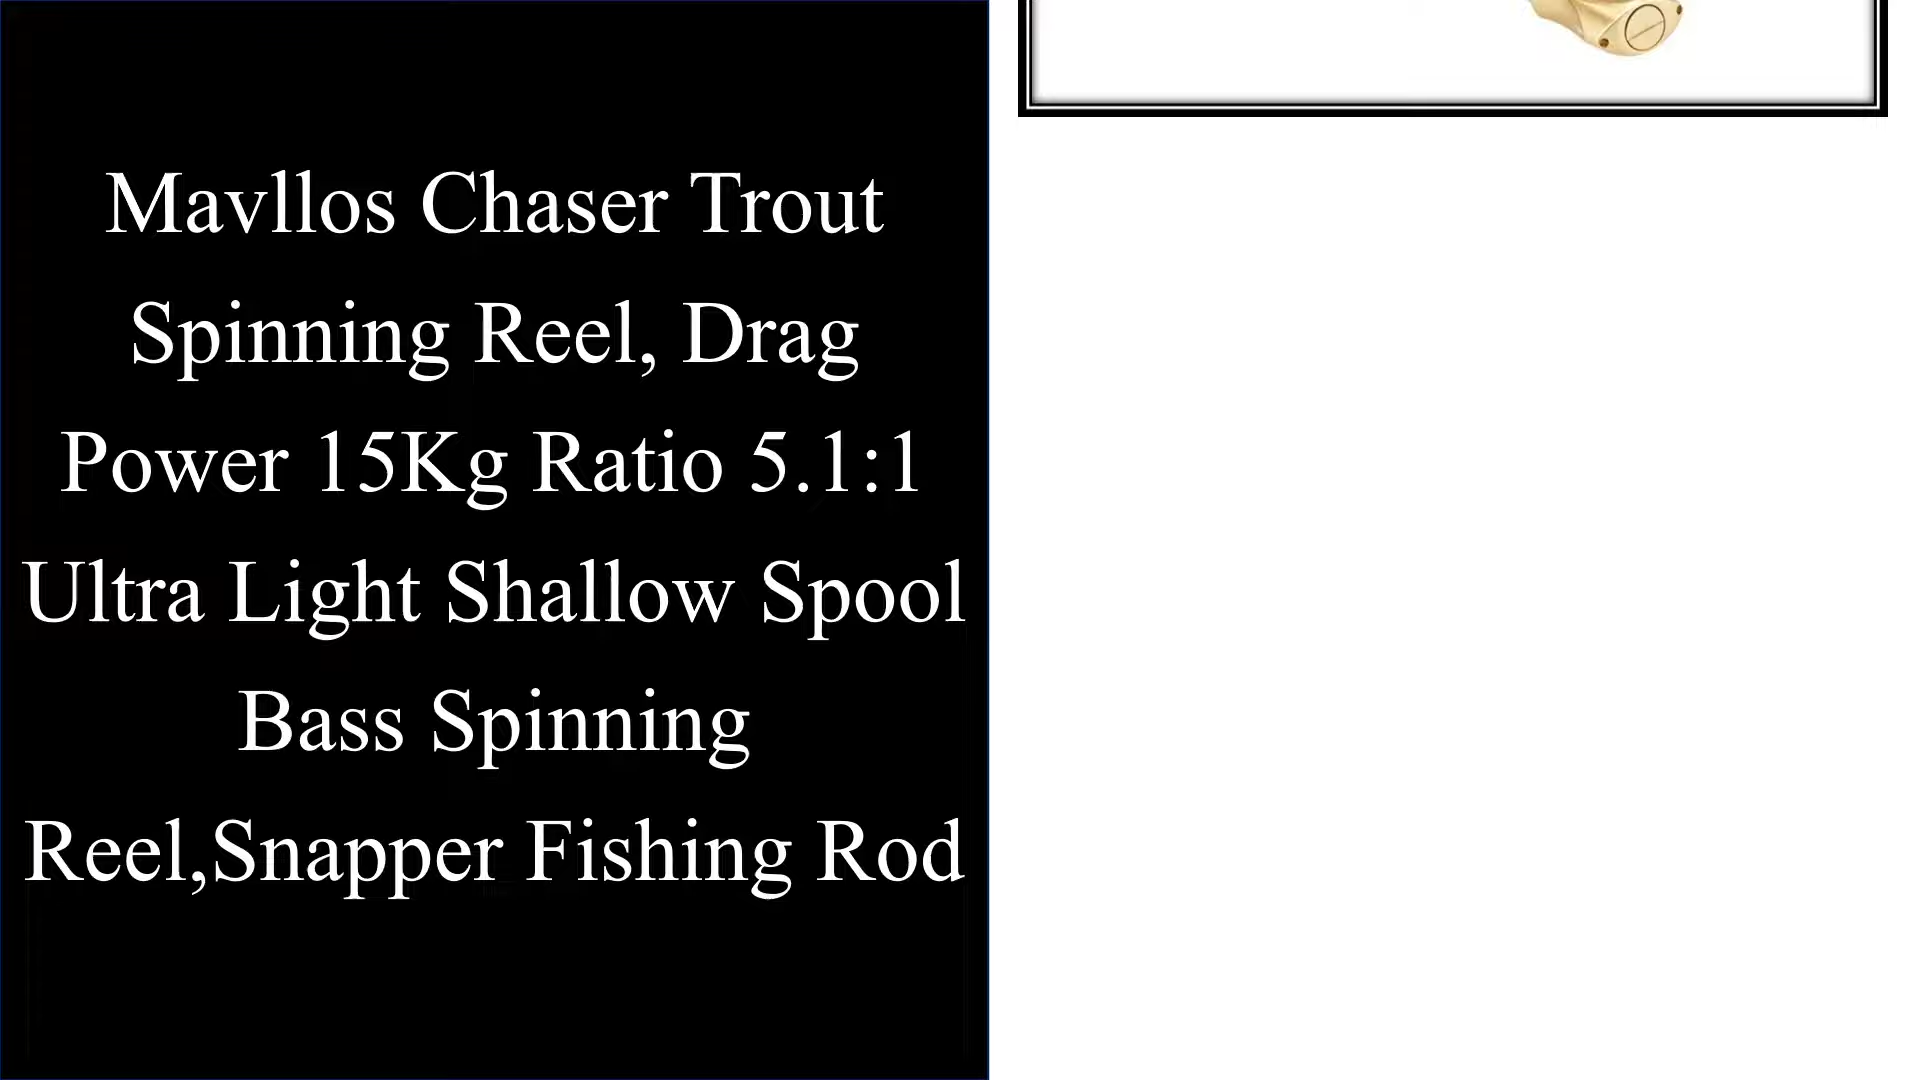 Mavllos Chaser Trout
Spinning Reel, Drag
Power 15Kg Ratio 5.1:1
Ultra Light Shallow Spool
Bass Spinning
Reel,Snapper Fishing Rod